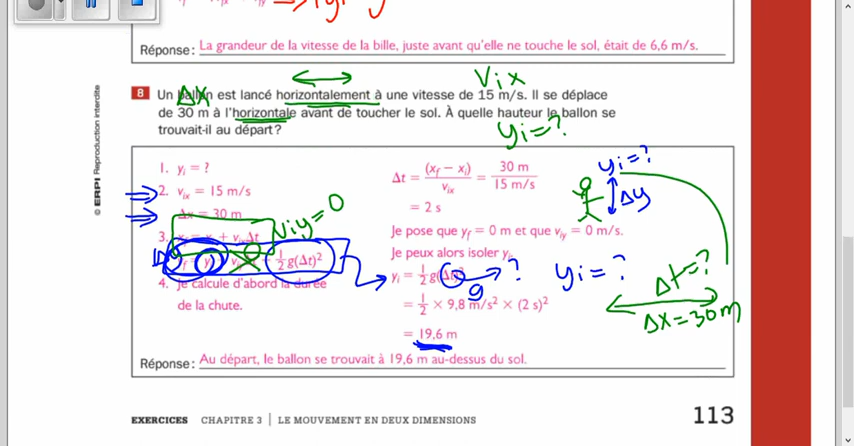 Réponse : La grandeur de la vitesse de la bille, juste avant qu'elle ne touche le sol, était de 6,6 m/s.
8 Un ballon est lancé horizontalement à une vitesse de 15 m/s. Il se déplace
Δx
Vix
de 30 m à l'horizontale avant de toucher le sol. À quelle hauteur le ballon se
trouvait-il au départ ?
yi = ?
© ERPI Reproduction interdite
1. yi = ?
2. vix = 15 m/s
Δx = 30 m
3.
Viy = 0
½g(Δt)²
4. Je calcule d'abord la durée
de la chute.
Δt = (xf − xi)/vix = 30 m/15 m/s
= 2 s
Je pose que yf = 0 m et que viy = 0 m/s.
Je peux alors isoler yi.
yi = ½g(Δt)²
g
?
= ½ × 9,8 m/s² × (2 s)²
= 19,6 m
yi = ?
yi = ?
Δy
Δt = ?
Δx = 30 m
Réponse : Au départ, le ballon se trouvait à 19,6 m au-dessus du sol.
EXERCICES CHAPITRE 3 | LE MOUVEMENT EN DEUX DIMENSIONS
113